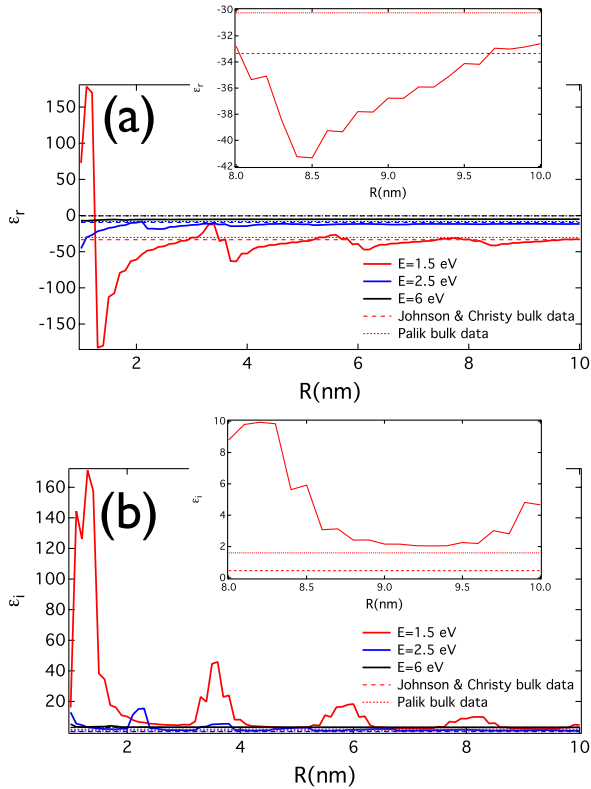 -30
-32
-34
-36
-38
-40
-42
εr
8.0 8.5 9.0 9.5 10.0
R(nm)
(a)
150
100
50
0
-50
-100
-150
εr
E=1.5 eV
E=2.5 eV
E=6 eV
Johnson & Christy bulk data
Palik bulk data
2 4 6 8 10
R(nm)
10
8
6
4
2
0
εi
8.0 8.5 9.0 9.5 10.0
R(nm)
(b)
160
140
120
100
80
60
40
20
εi
E=1.5 eV
E=2.5 eV
E=6 eV
Johnson & Christy bulk data
Palik bulk data
2 4 6 8 10
R(nm)